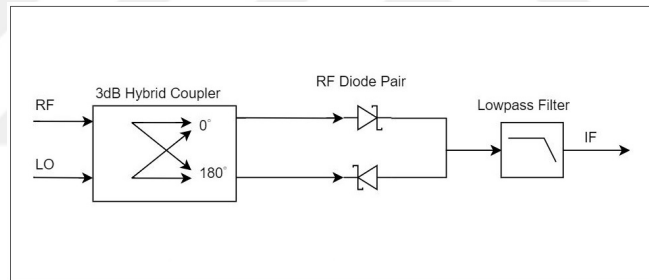 RF Diode Pair
3dB Hybrid Coupler
Lowpass Filter
RF
0°
IF
LO
180°